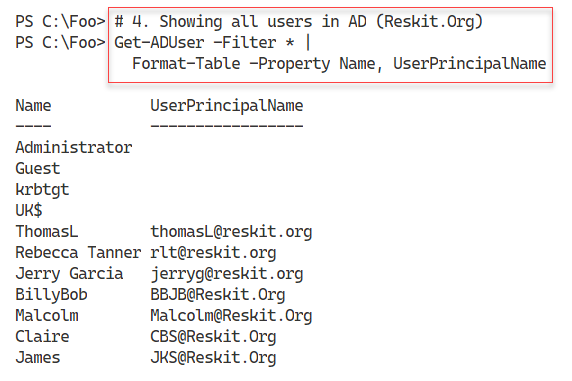 PS C:\Foo> # 4. Showing all users in AD (Reskit.Org)
PS C:\Foo> Get-ADUser -Filter * |
Format-Table -Property Name, UserPrincipalName
Name UserPrincipalName
---- -----------------
Administrator
Guest
krbtgt
UK$
ThomasL thomasL@reskit.org
Rebecca Tanner rlt@reskit.org
Jerry Garcia jerryg@reskit.org
BillyBob BBJB@Reskit.Org
Malcolm Malcolm@Reskit.Org
Claire CBS@Reskit.Org
James JKS@Reskit.Org